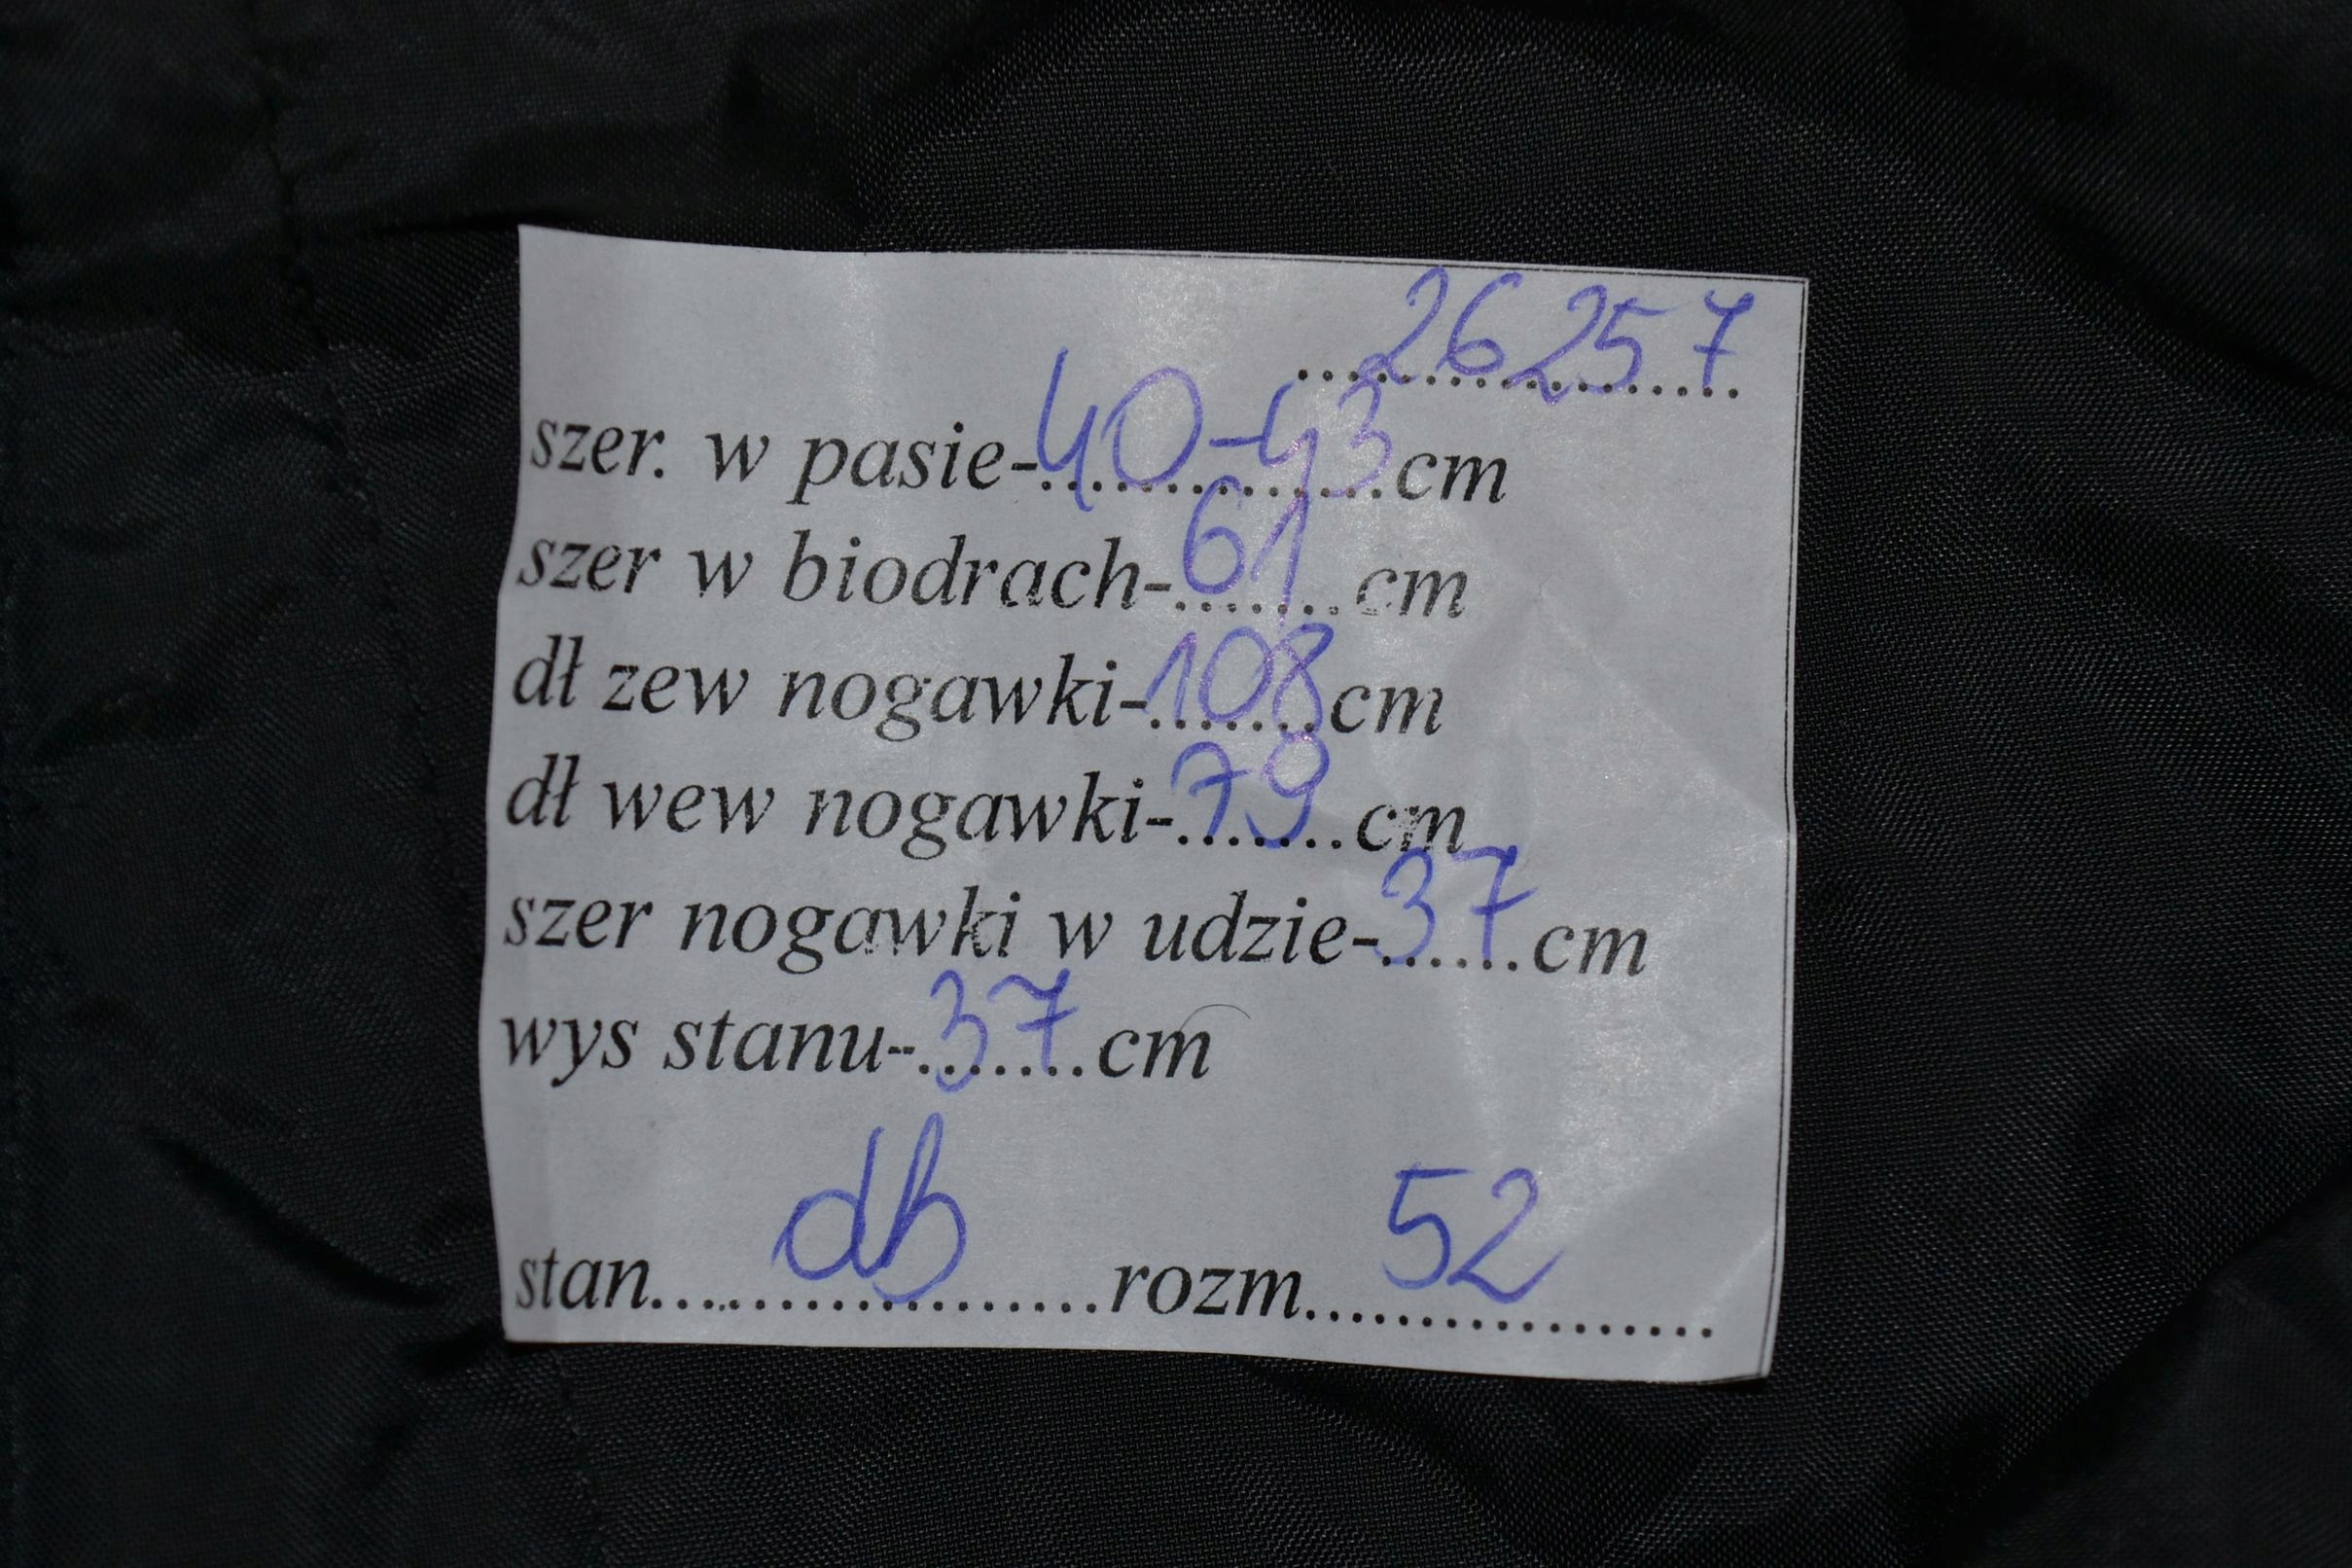 26257
szer. w pasie-40-43cm
szer w biodrach-61cm
dł zew nogawki-108cm
dł wew nogawki-79cm
szer nogawki w udzie-37cm
wys stanu-37cm
stan....db....rozm....52....